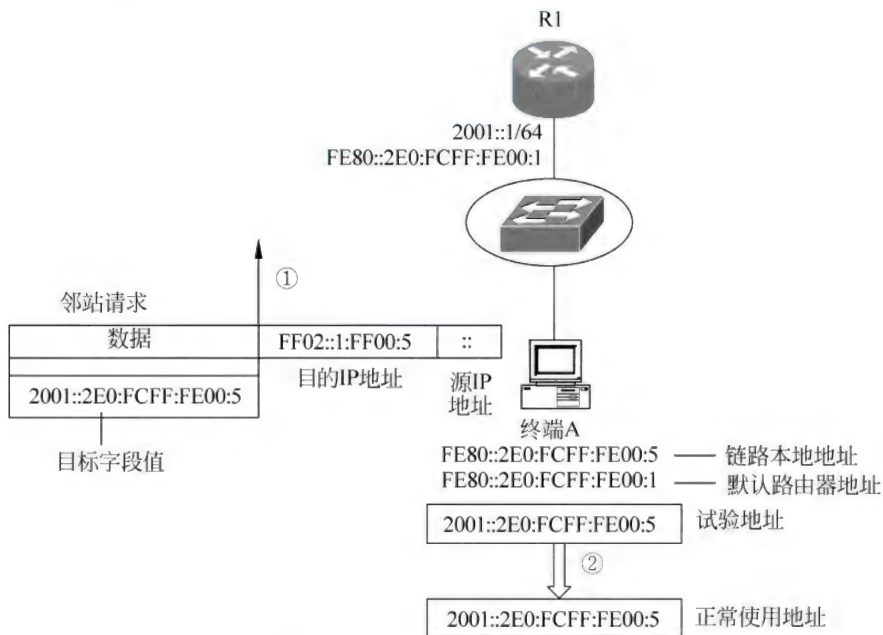 R1
2001::1/64
FE80::2E0:FCFF:FE00:1
①
邻站请求
数据 FF02::1:FF00:5 ::
目的IP地址 源IP
地址
2001::2E0:FCFF:FE00:5
目标字段值
终端A
FE80::2E0:FCFF:FE00:5 链路本地地址
FE80::2E0:FCFF:FE00:1 默认路由器地址
2001::2E0:FCFF:FE00:5 试验地址
②
2001::2E0:FCFF:FE00:5 正常使用地址